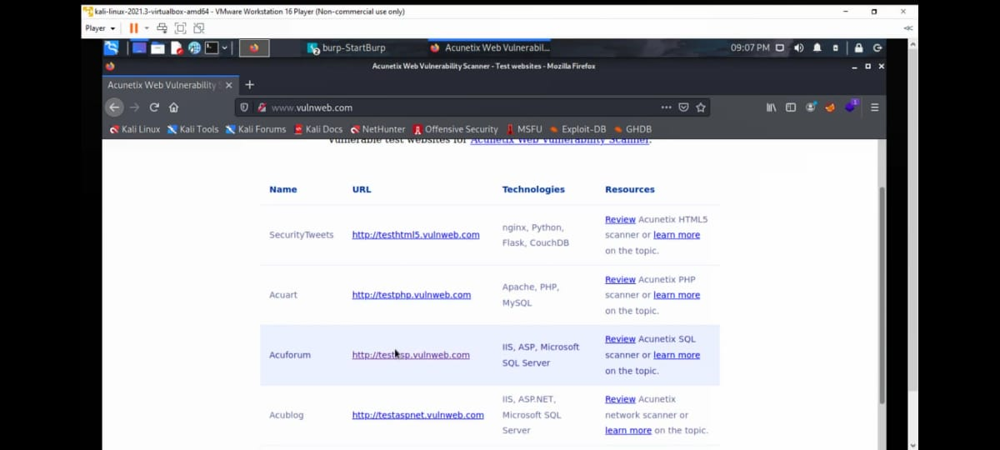 kali-linux-2021.3-virtualbox-amd64 - VMware Workstation 16 Player (Non-commercial use only)
Player
burp-StartBurp
Acunetix Web Vulnerabil...
09:07 PM
Acunetix Web Vulnerability Scanner - Test websites - Mozilla Firefox
Acunetix Web Vulnerability
www.vulnweb.com
1
Kali Linux Kali Tools Kali Forums Kali Docs NetHunter Offensive Security MSFU Exploit-DB GHDB
Vulnerable test websites for Acunetix Web Vulnerability Scanner.
Name URL Technologies Resources
SecurityTweets
http://testhtml5.vulnweb.com
nginx, Python,
Flask, CouchDB
Review Acunetix HTML5
scanner or learn more
on the topic.
Acuart
http://testphp.vulnweb.com
Apache, PHP,
MySQL
Review Acunetix PHP
scanner or learn more
on the topic.
Acuforum
http://testasp.vulnweb.com
IIS, ASP, Microsoft
SQL Server
Review Acunetix SQL
scanner or learn more
on the topic.
Acublog
http://testaspnet.vulnweb.com
IIS, ASP.NET,
Microsoft SQL
Server
Review Acunetix
network scanner or
learn more on the topic.